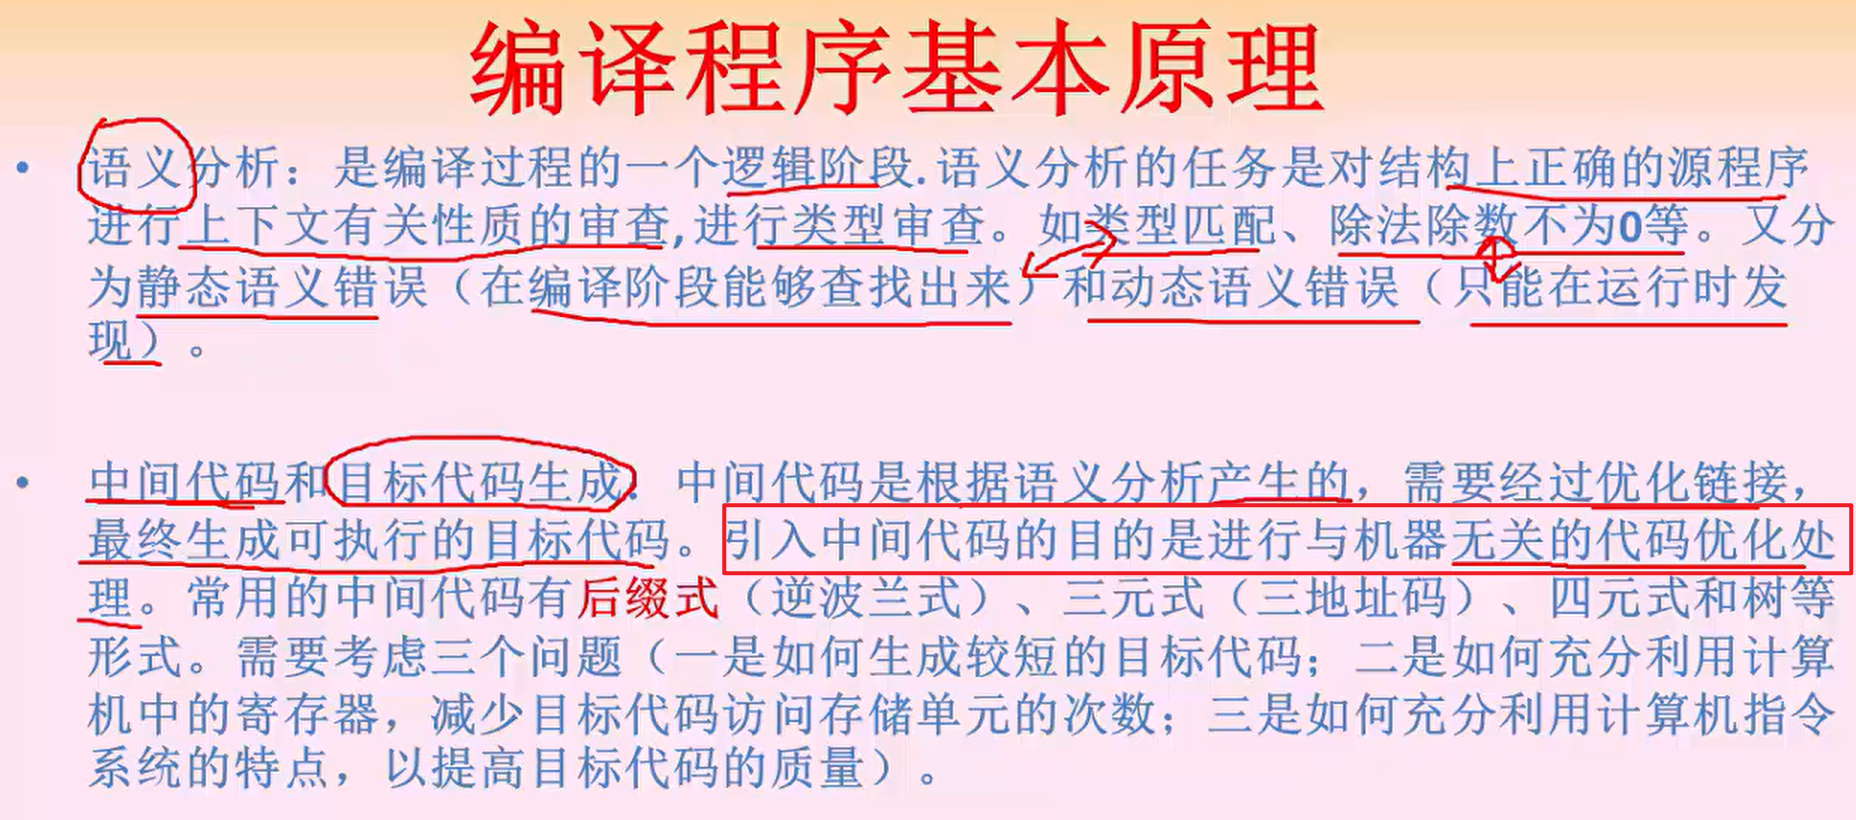 编译程序基本原理
• 语义分析：是编译过程的一个逻辑阶段.语义分析的任务是对结构上正确的源程序
进行上下文有关性质的审查,进行类型审查。如类型匹配、除法除数不为0等。又分
为静态语义错误（在编译阶段能够查找出来）和动态语义错误（只能在运行时发
现）。
• 中间代码和目标代码生成：中间代码是根据语义分析产生的，需要经过优化链接，
最终生成可执行的目标代码。引入中间代码的目的是进行与机器无关的代码优化处
理。常用的中间代码有后缀式（逆波兰式）、三元式（三地址码）、四元式和树等
形式。需要考虑三个问题（一是如何生成较短的目标代码；二是如何充分利用计算
机中的寄存器，减少目标代码访问存储单元的次数；三是如何充分利用计算机指令
系统的特点，以提高目标代码的质量）。